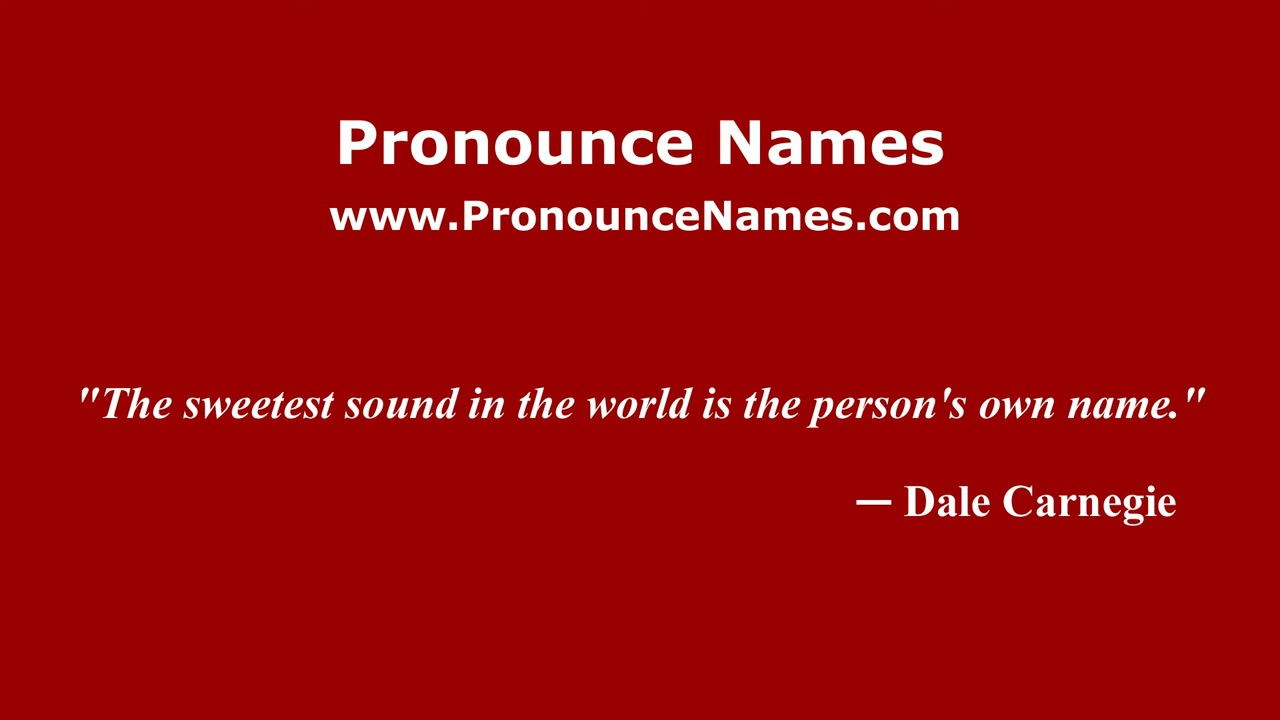 Pronounce Names
www.PronounceNames.com
"The sweetest sound in the world is the person's own name."
— Dale Carnegie